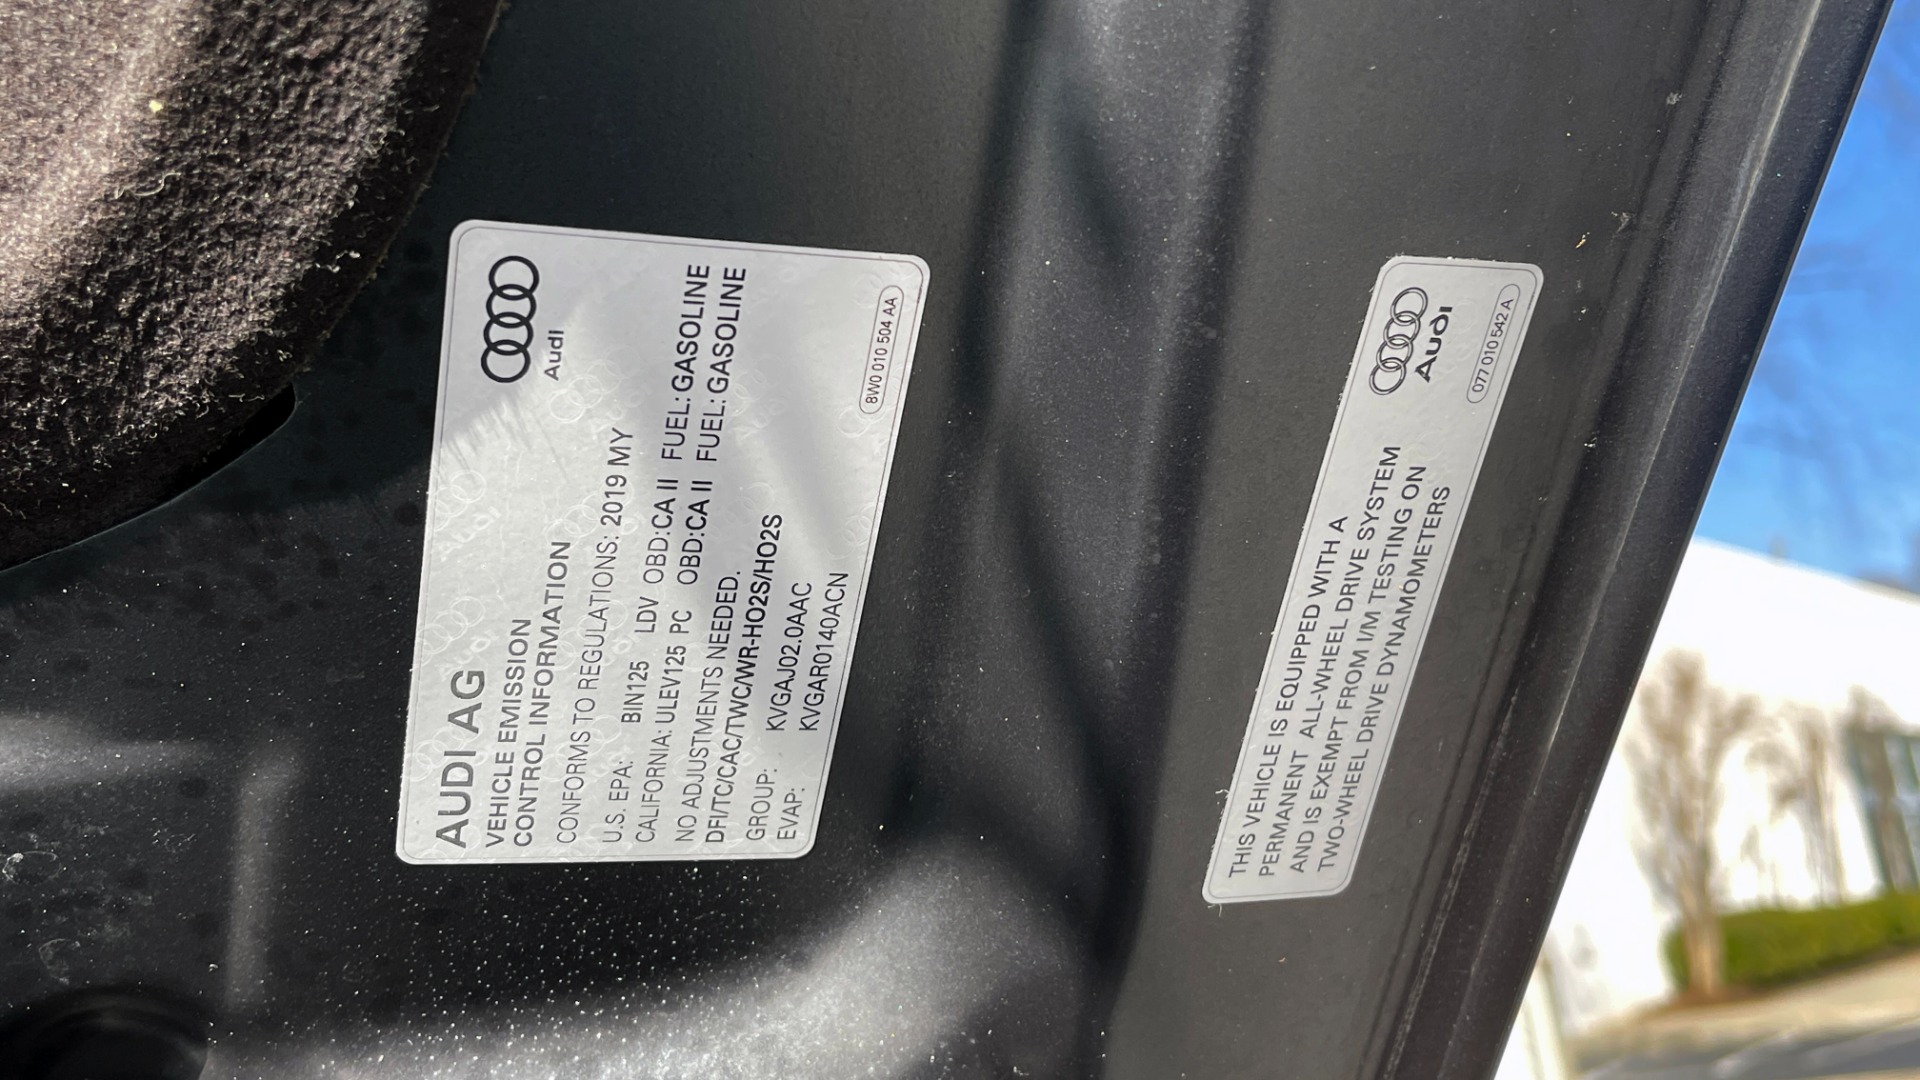 AUDI AG
VEHICLE EMISSION
CONTROL INFORMATION
Audi
CONFORMS TO REGULATIONS: 2019 MY
U.S. EPA: BIN125 LDV OBD:CA II FUEL: GASOLINE
CALIFORNIA: ULEV125 PC OBD:CA II FUEL: GASOLINE
NO ADJUSTMENTS NEEDED.
DFI/TC/CAC/TWC/WR-HO2S/HO2S
GROUP: KVGAJ02.0AAC
EVAP: KVGAR0140ACN
8W0 010 504 AA
THIS VEHICLE IS EQUIPPED WITH A
PERMANENT ALL-WHEEL DRIVE SYSTEM
AND IS EXEMPT FROM I/M TESTING ON
TWO-WHEEL DRIVE DYNAMOMETERS
Audi
077 010 542 A